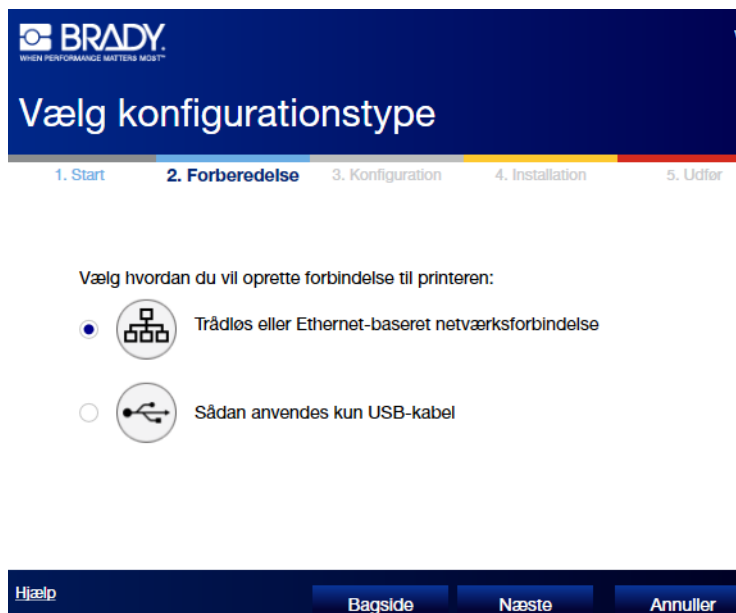 BRADY.
WHEN PERFORMANCE MATTERS MOST™
Vælg konfigurationstype
1. Start 2. Forberedelse 3. Konfiguration 4. Installation 5. Udfør
Vælg hvordan du vil oprette forbindelse til printeren:
Trådløs eller Ethernet-baseret netværksforbindelse
Sådan anvendes kun USB-kabel
Hjælp Bagside Næste Annuller